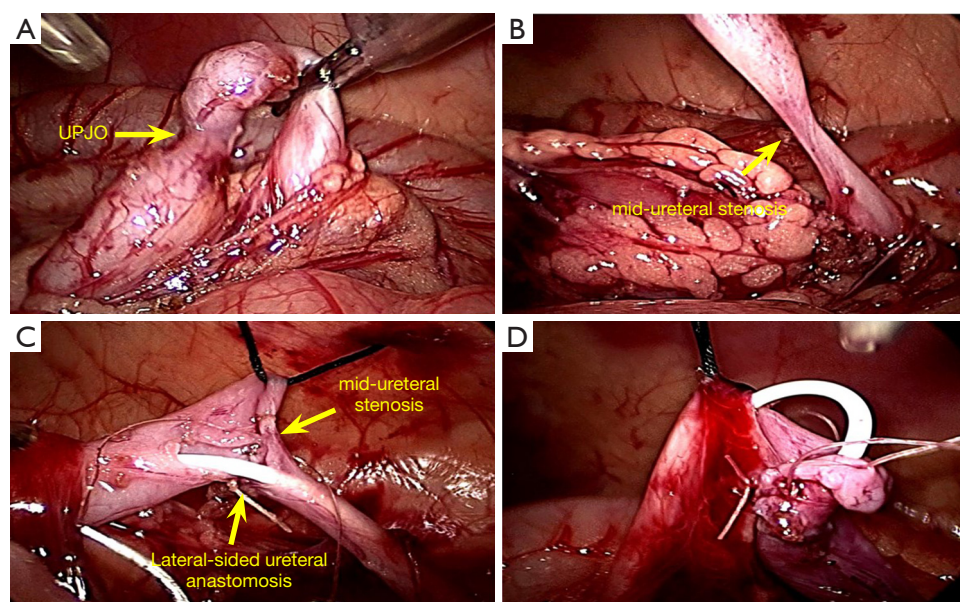 A
UPJO
B
mid-ureteral stenosis
C
mid-ureteral
stenosis
Lateral-sided ureteral
anastomosis
D